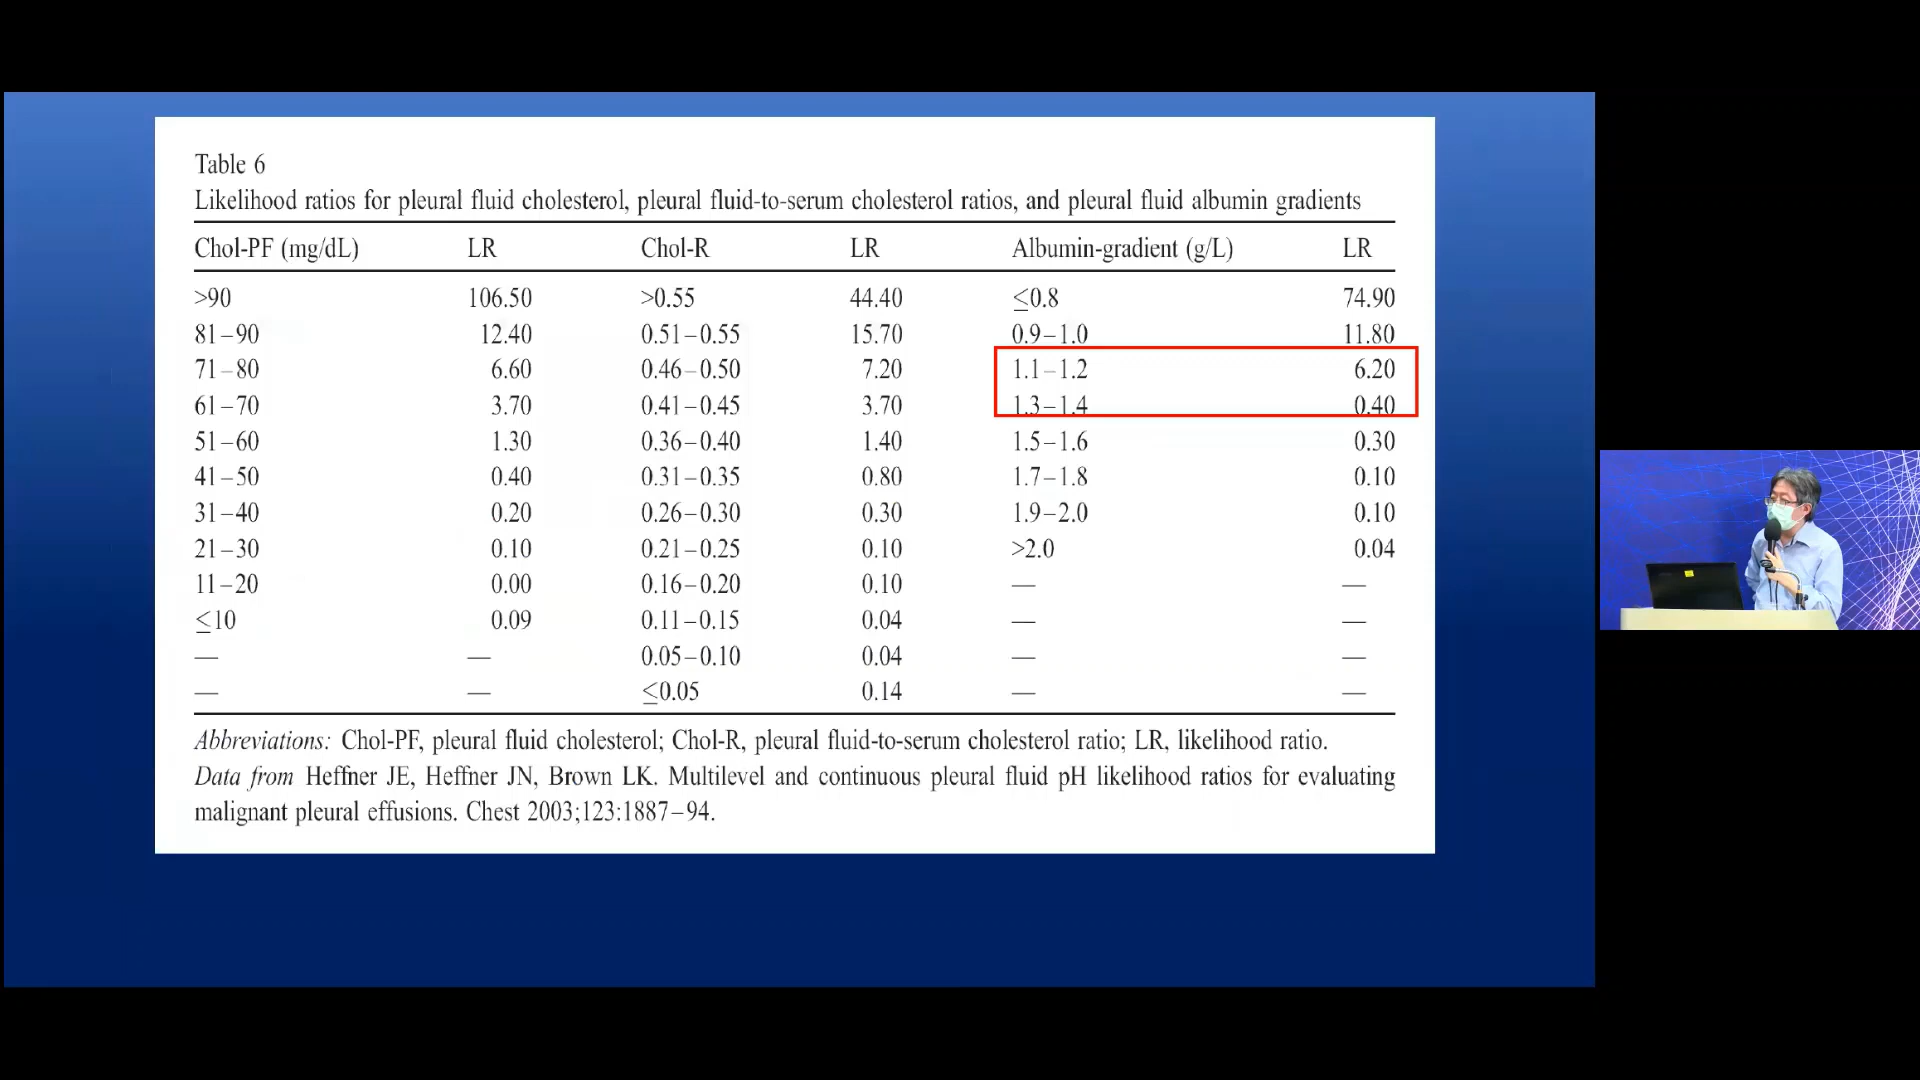 Table 6
Likelihood ratios for pleural fluid cholesterol, pleural fluid-to-serum cholesterol ratios, and pleural fluid albumin gradients
Chol-PF (mg/dL) LR Chol-R LR Albumin-gradient (g/L) LR
>90 106.50 >0.55 44.40 ≤0.8 74.90
81–90 12.40 0.51–0.55 15.70 0.9–1.0 11.80
71–80 6.60 0.46–0.50 7.20 1.1–1.2 6.20
61–70 3.70 0.41–0.45 3.70 1.3–1.4 0.40
51–60 1.30 0.36–0.40 1.40 1.5–1.6 0.30
41–50 0.40 0.31–0.35 0.80 1.7–1.8 0.10
31–40 0.20 0.26–0.30 0.30 1.9–2.0 0.10
21–30 0.10 0.21–0.25 0.10 >2.0 0.04
11–20 0.00 0.16–0.20 0.10 — —
≤10 0.09 0.11–0.15 0.04 — —
— — 0.05–0.10 0.04 — —
— — ≤0.05 0.14 — —
Abbreviations: Chol-PF, pleural fluid cholesterol; Chol-R, pleural fluid-to-serum cholesterol ratio; LR, likelihood ratio.
Data from Heffner JE, Heffner JN, Brown LK. Multilevel and continuous pleural fluid pH likelihood ratios for evaluating
malignant pleural effusions. Chest 2003;123:1887–94.